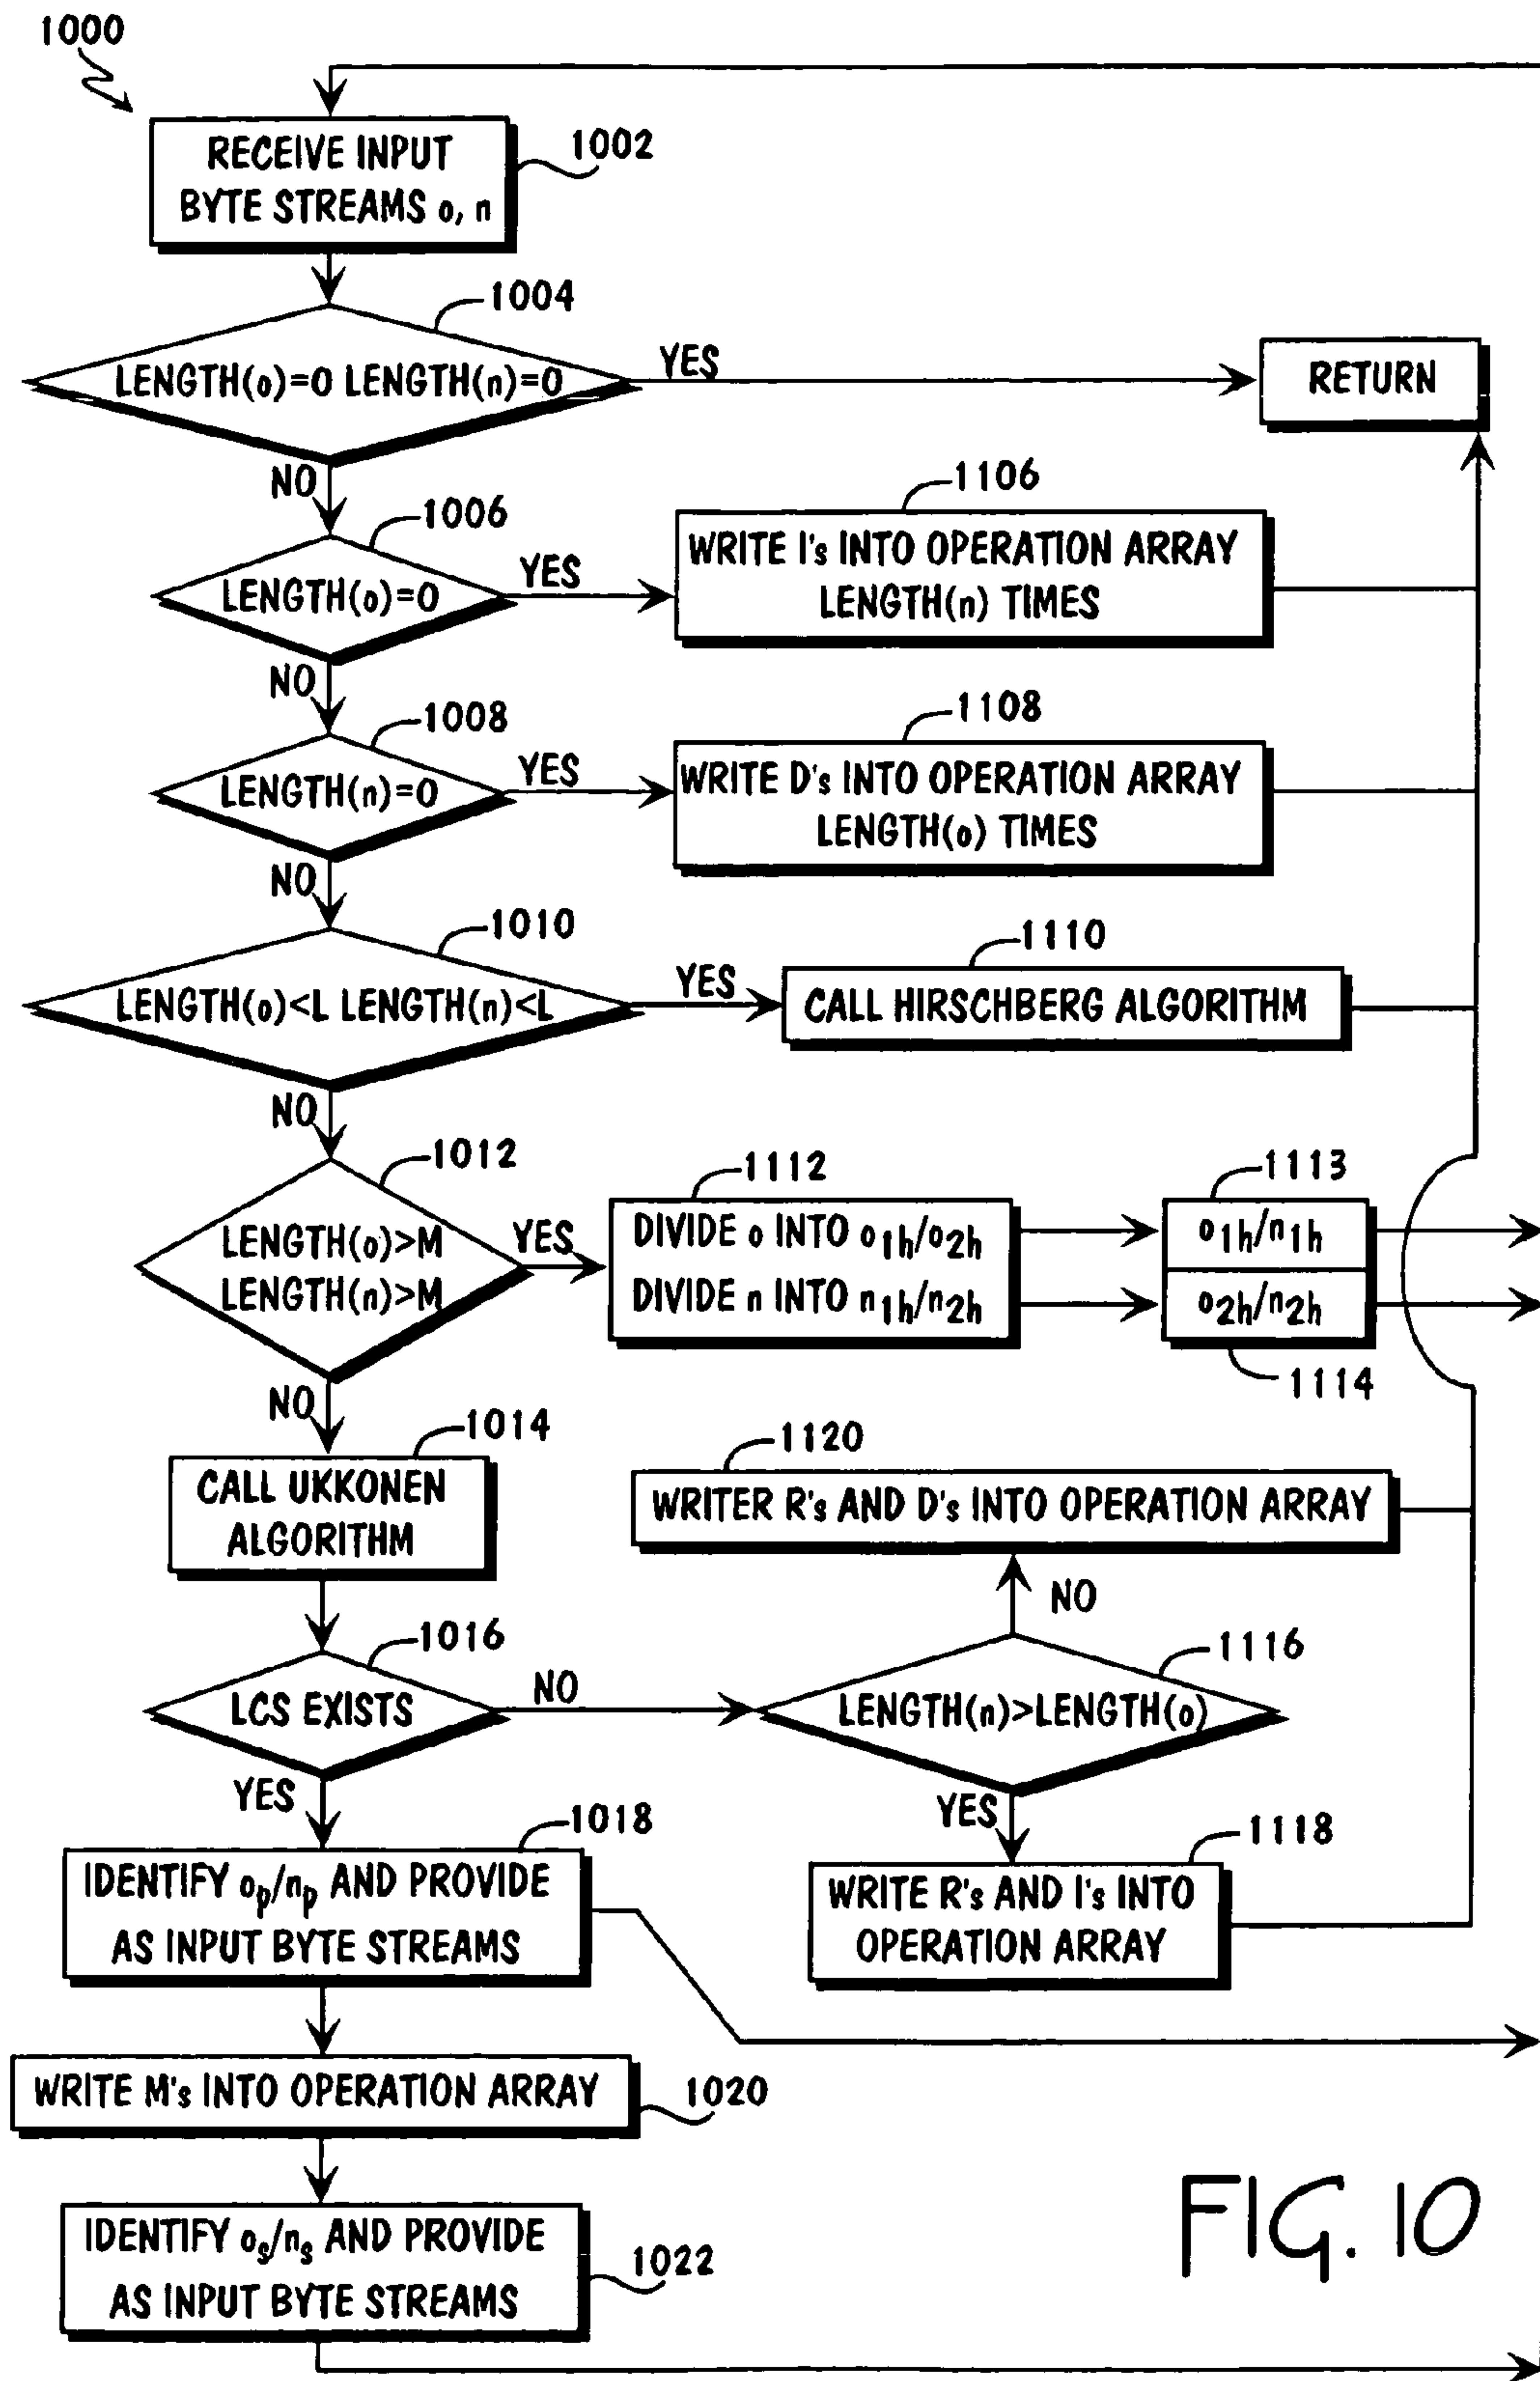 1000
RECEIVE INPUT
BYTE STREAMS o, n
1002
1004
LENGTH(o)=0 LENGTH(n)=0
YES
RETURN
NO
1006
LENGTH(o)=0
YES
1106
WRITE I's INTO OPERATION ARRAY
LENGTH(n) TIMES
NO
1008
LENGTH(n)=0
YES
1108
WRITE D's INTO OPERATION ARRAY
LENGTH(o) TIMES
NO
1010
LENGTH(o)<L LENGTH(n)<L
YES
1110
CALL HIRSCHBERG ALGORITHM
NO
1012
LENGTH(o)>M
LENGTH(n)>M
YES
1112
DIVIDE o INTO o1h/o2h
DIVIDE n INTO n1h/n2h
1113
o1h/n1h
o2h/n2h
1114
NO
1014
CALL UKKONEN
ALGORITHM
1120
WRITER R's AND D's INTO OPERATION ARRAY
NO
1016
LCS EXISTS
NO
1116
LENGTH(n)>LENGTH(o)
YES
YES
1018
IDENTIFY op/np AND PROVIDE
AS INPUT BYTE STREAMS
1118
WRITE R's AND I's INTO
OPERATION ARRAY
WRITE M's INTO OPERATION ARRAY
1020
IDENTIFY os/ns AND PROVIDE
AS INPUT BYTE STREAMS
1022
FIG. 10